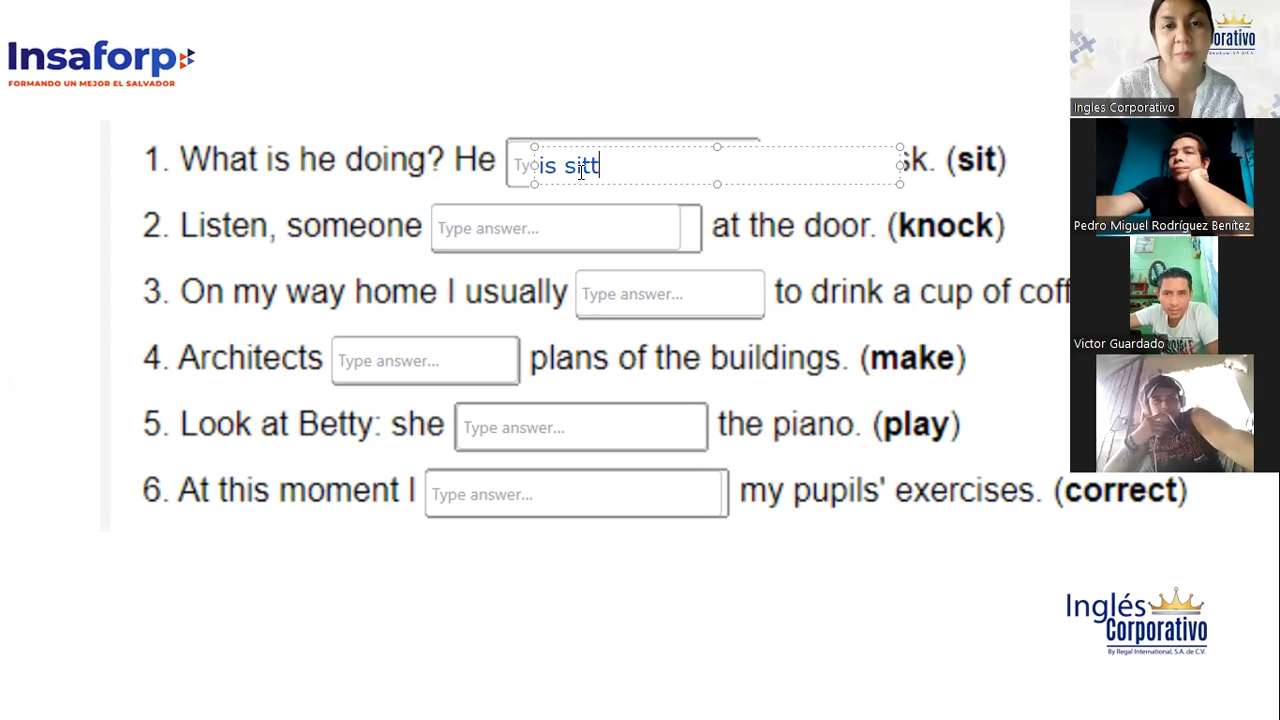 Insaforp
FORMANDO UN MEJOR EL SALVADOR
1. What is he doing? He is sitt sk. (sit)
2. Listen, someone Type answer... at the door. (knock)
3. On my way home I usually Type answer... to drink a cup of coff
4. Architects Type answer... plans of the buildings. (make)
5. Look at Betty: she Type answer... the piano. (play)
6. At this moment I Type answer... my pupils' exercises. (correct)
Inglés
Corporativo
By Regal International, S.A. de C.V.
orativo
Ingles Corporativo
Pedro Miguel Rodríguez Benítez
Victor Guardado